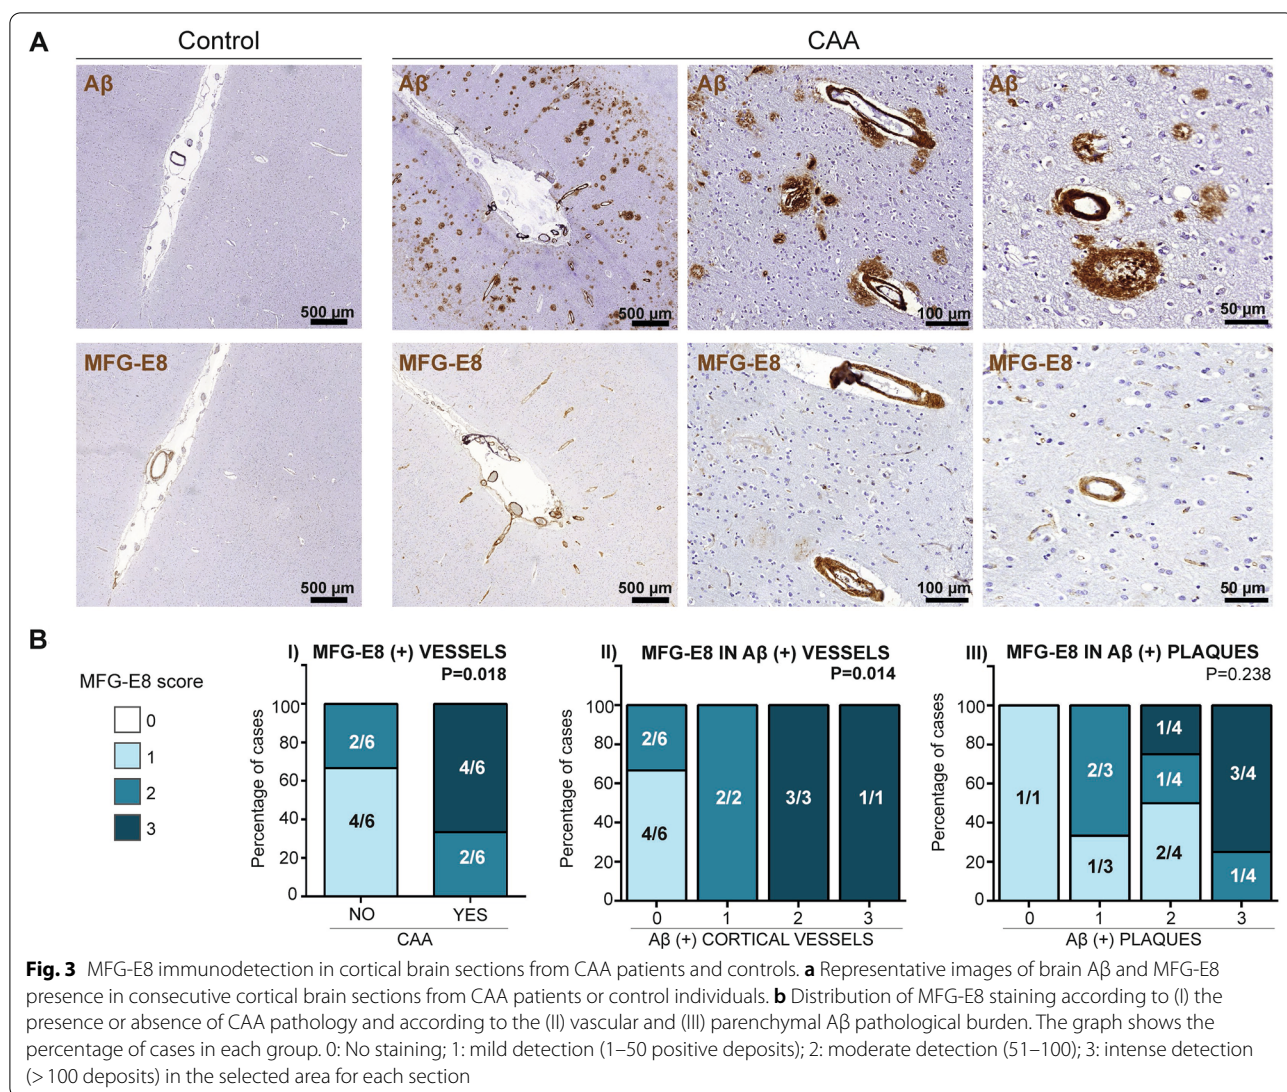 A
Control
CAA
Aβ
Aβ
Aβ
Aβ
500 µm
500 µm
100 µm
50 µm
MFG-E8
MFG-E8
MFG-E8
MFG-E8
500 µm
500 µm
100 µm
50 µm
B
MFG-E8 score
0
1
2
3
I) MFG-E8 (+) VESSELS
P=0.018
Percentage of cases
100
80
60
40
20
0
2/6
4/6
4/6
2/6
NO
YES
CAA
II) MFG-E8 IN Aβ (+) VESSELS
P=0.014
Percentage of cases
100
80
60
40
20
0
2/6
4/6
2/2
3/3
1/1
0
1
2
3
Aβ (+) CORTICAL VESSELS
III) MFG-E8 IN Aβ (+) PLAQUES
P=0.238
Percentage of cases
100
80
60
40
20
0
1/1
2/3
1/3
1/4
1/4
2/4
3/4
1/4
0
1
2
3
Aβ (+) PLAQUES
Fig. 3 MFG-E8 immunodetection in cortical brain sections from CAA patients and controls. a Representative images of brain Aβ and MFG-E8
presence in consecutive cortical brain sections from CAA patients or control individuals. b Distribution of MFG-E8 staining according to (I) the
presence or absence of CAA pathology and according to the (II) vascular and (III) parenchymal Aβ pathological burden. The graph shows the
percentage of cases in each group. 0: No staining; 1: mild detection (1–50 positive deposits); 2: moderate detection (51–100); 3: intense detection
(> 100 deposits) in the selected area for each section